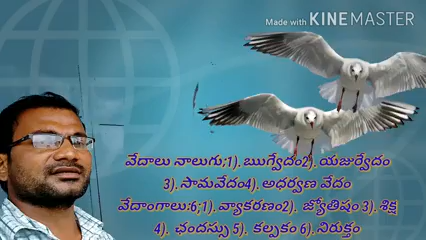 Made with KINEMASTER
వేదాలు నాలుగు;1). ఋగ్వేదం2). యజుర్వేదం
3). సామవేదం4). అధర్వణ వేదం
వేదాంగాలు:6;1). వ్యాకరణం2), జ్యోతిషం 3). శిక్ష
4), ఛందస్సు 5), కల్పకం 6).నిరుక్తం